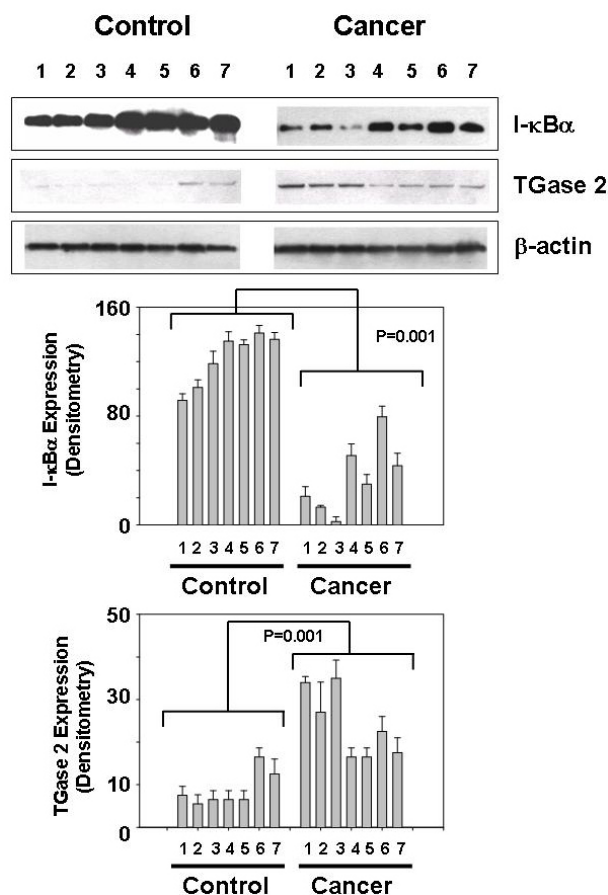 Control Cancer
1 2 3 4 5 6 7 1 2 3 4 5 6 7
I-κBα
TGase 2
β-actin
I-κBα Expression
(Densitometry)
160
80
0
P=0.001
1 2 3 4 5 6 7 1 2 3 4 5 6 7
Control Cancer
TGase 2 Expression
(Densitometry)
50
30
10
0
P=0.001
1 2 3 4 5 6 7 1 2 3 4 5 6 7
Control Cancer